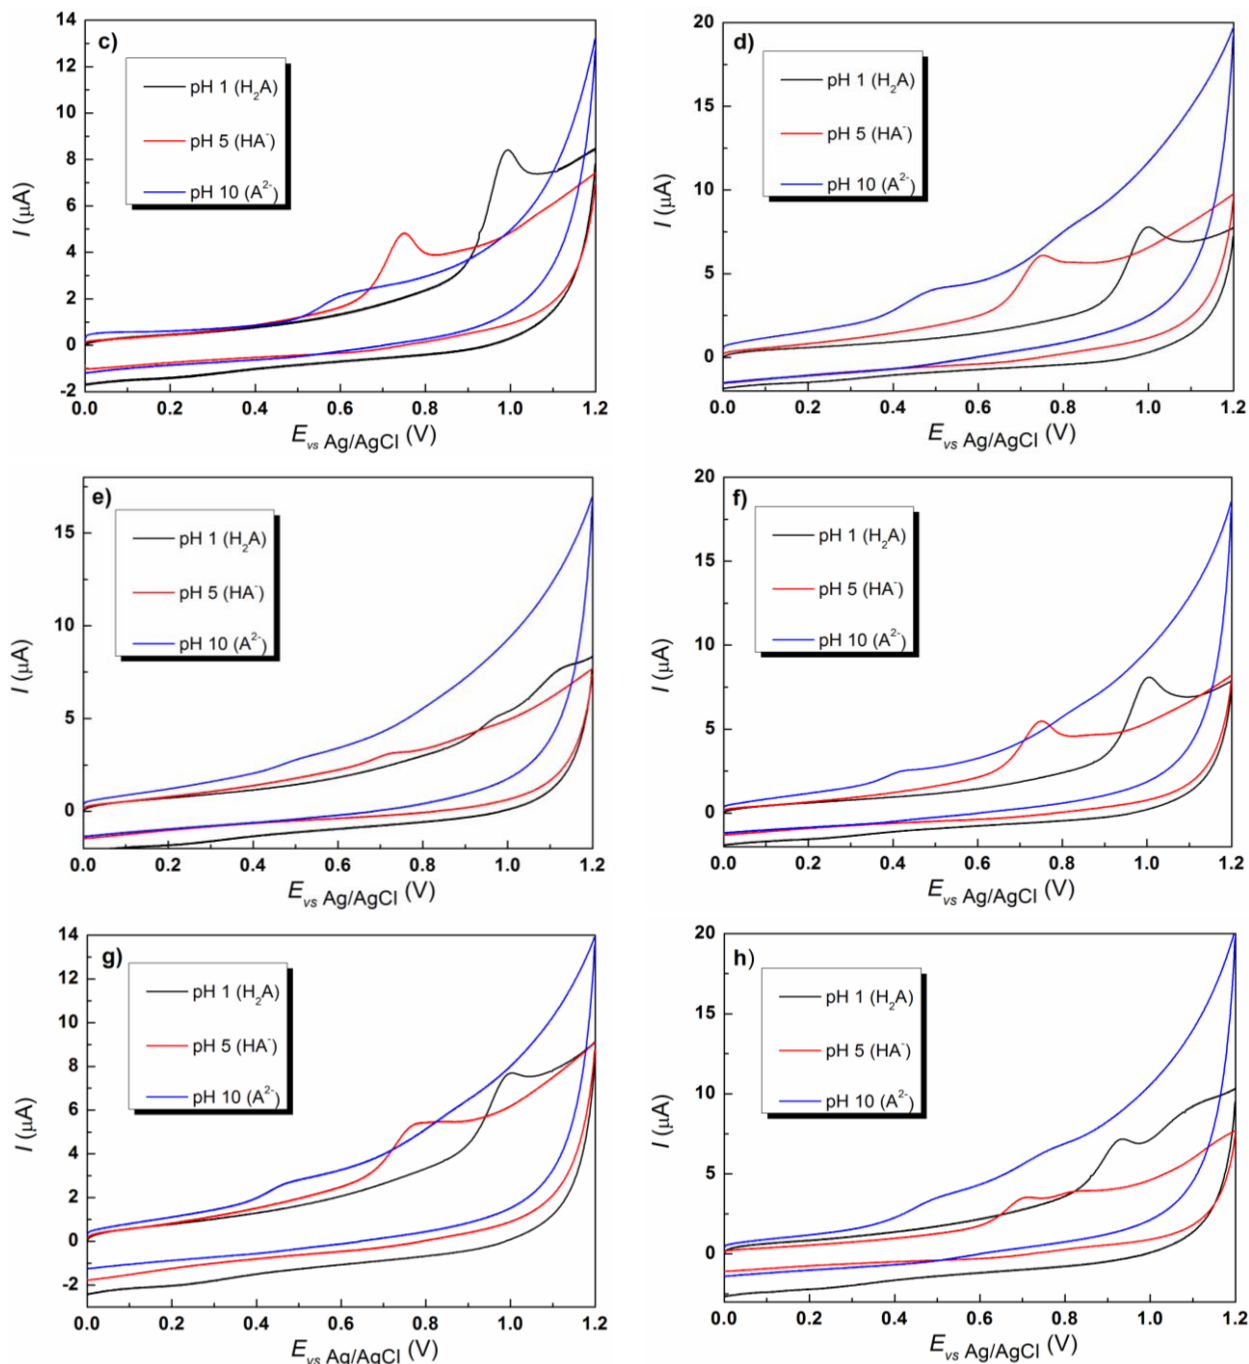 c)
pH 1 (H₂A)
pH 5 (HA⁻)
pH 10 (A²⁻)
14
12
10
8
6
4
2
0
-2
I (μA)
0.0 0.2 0.4 0.6 0.8 1.0 1.2
E vs Ag/AgCl (V)
d)
pH 1 (H₂A)
pH 5 (HA⁻)
pH 10 (A²⁻)
20
15
10
5
0
I (μA)
0.0 0.2 0.4 0.6 0.8 1.0 1.2
E vs Ag/AgCl (V)
e)
pH 1 (H₂A)
pH 5 (HA⁻)
pH 10 (A²⁻)
15
10
5
0
I (μA)
0.0 0.2 0.4 0.6 0.8 1.0 1.2
E vs Ag/AgCl (V)
f)
pH 1 (H₂A)
pH 5 (HA⁻)
pH 10 (A²⁻)
20
15
10
5
0
I (μA)
0.0 0.2 0.4 0.6 0.8 1.0 1.2
E vs Ag/AgCl (V)
g)
pH 1 (H₂A)
pH 5 (HA⁻)
pH 10 (A²⁻)
14
12
10
8
6
4
2
0
-2
I (μA)
0.0 0.2 0.4 0.6 0.8 1.0 1.2
E vs Ag/AgCl (V)
h)
pH 1 (H₂A)
pH 5 (HA⁻)
pH 10 (A²⁻)
20
15
10
5
0
I (μA)
0.0 0.2 0.4 0.6 0.8 1.0 1.2
E vs Ag/AgCl (V)